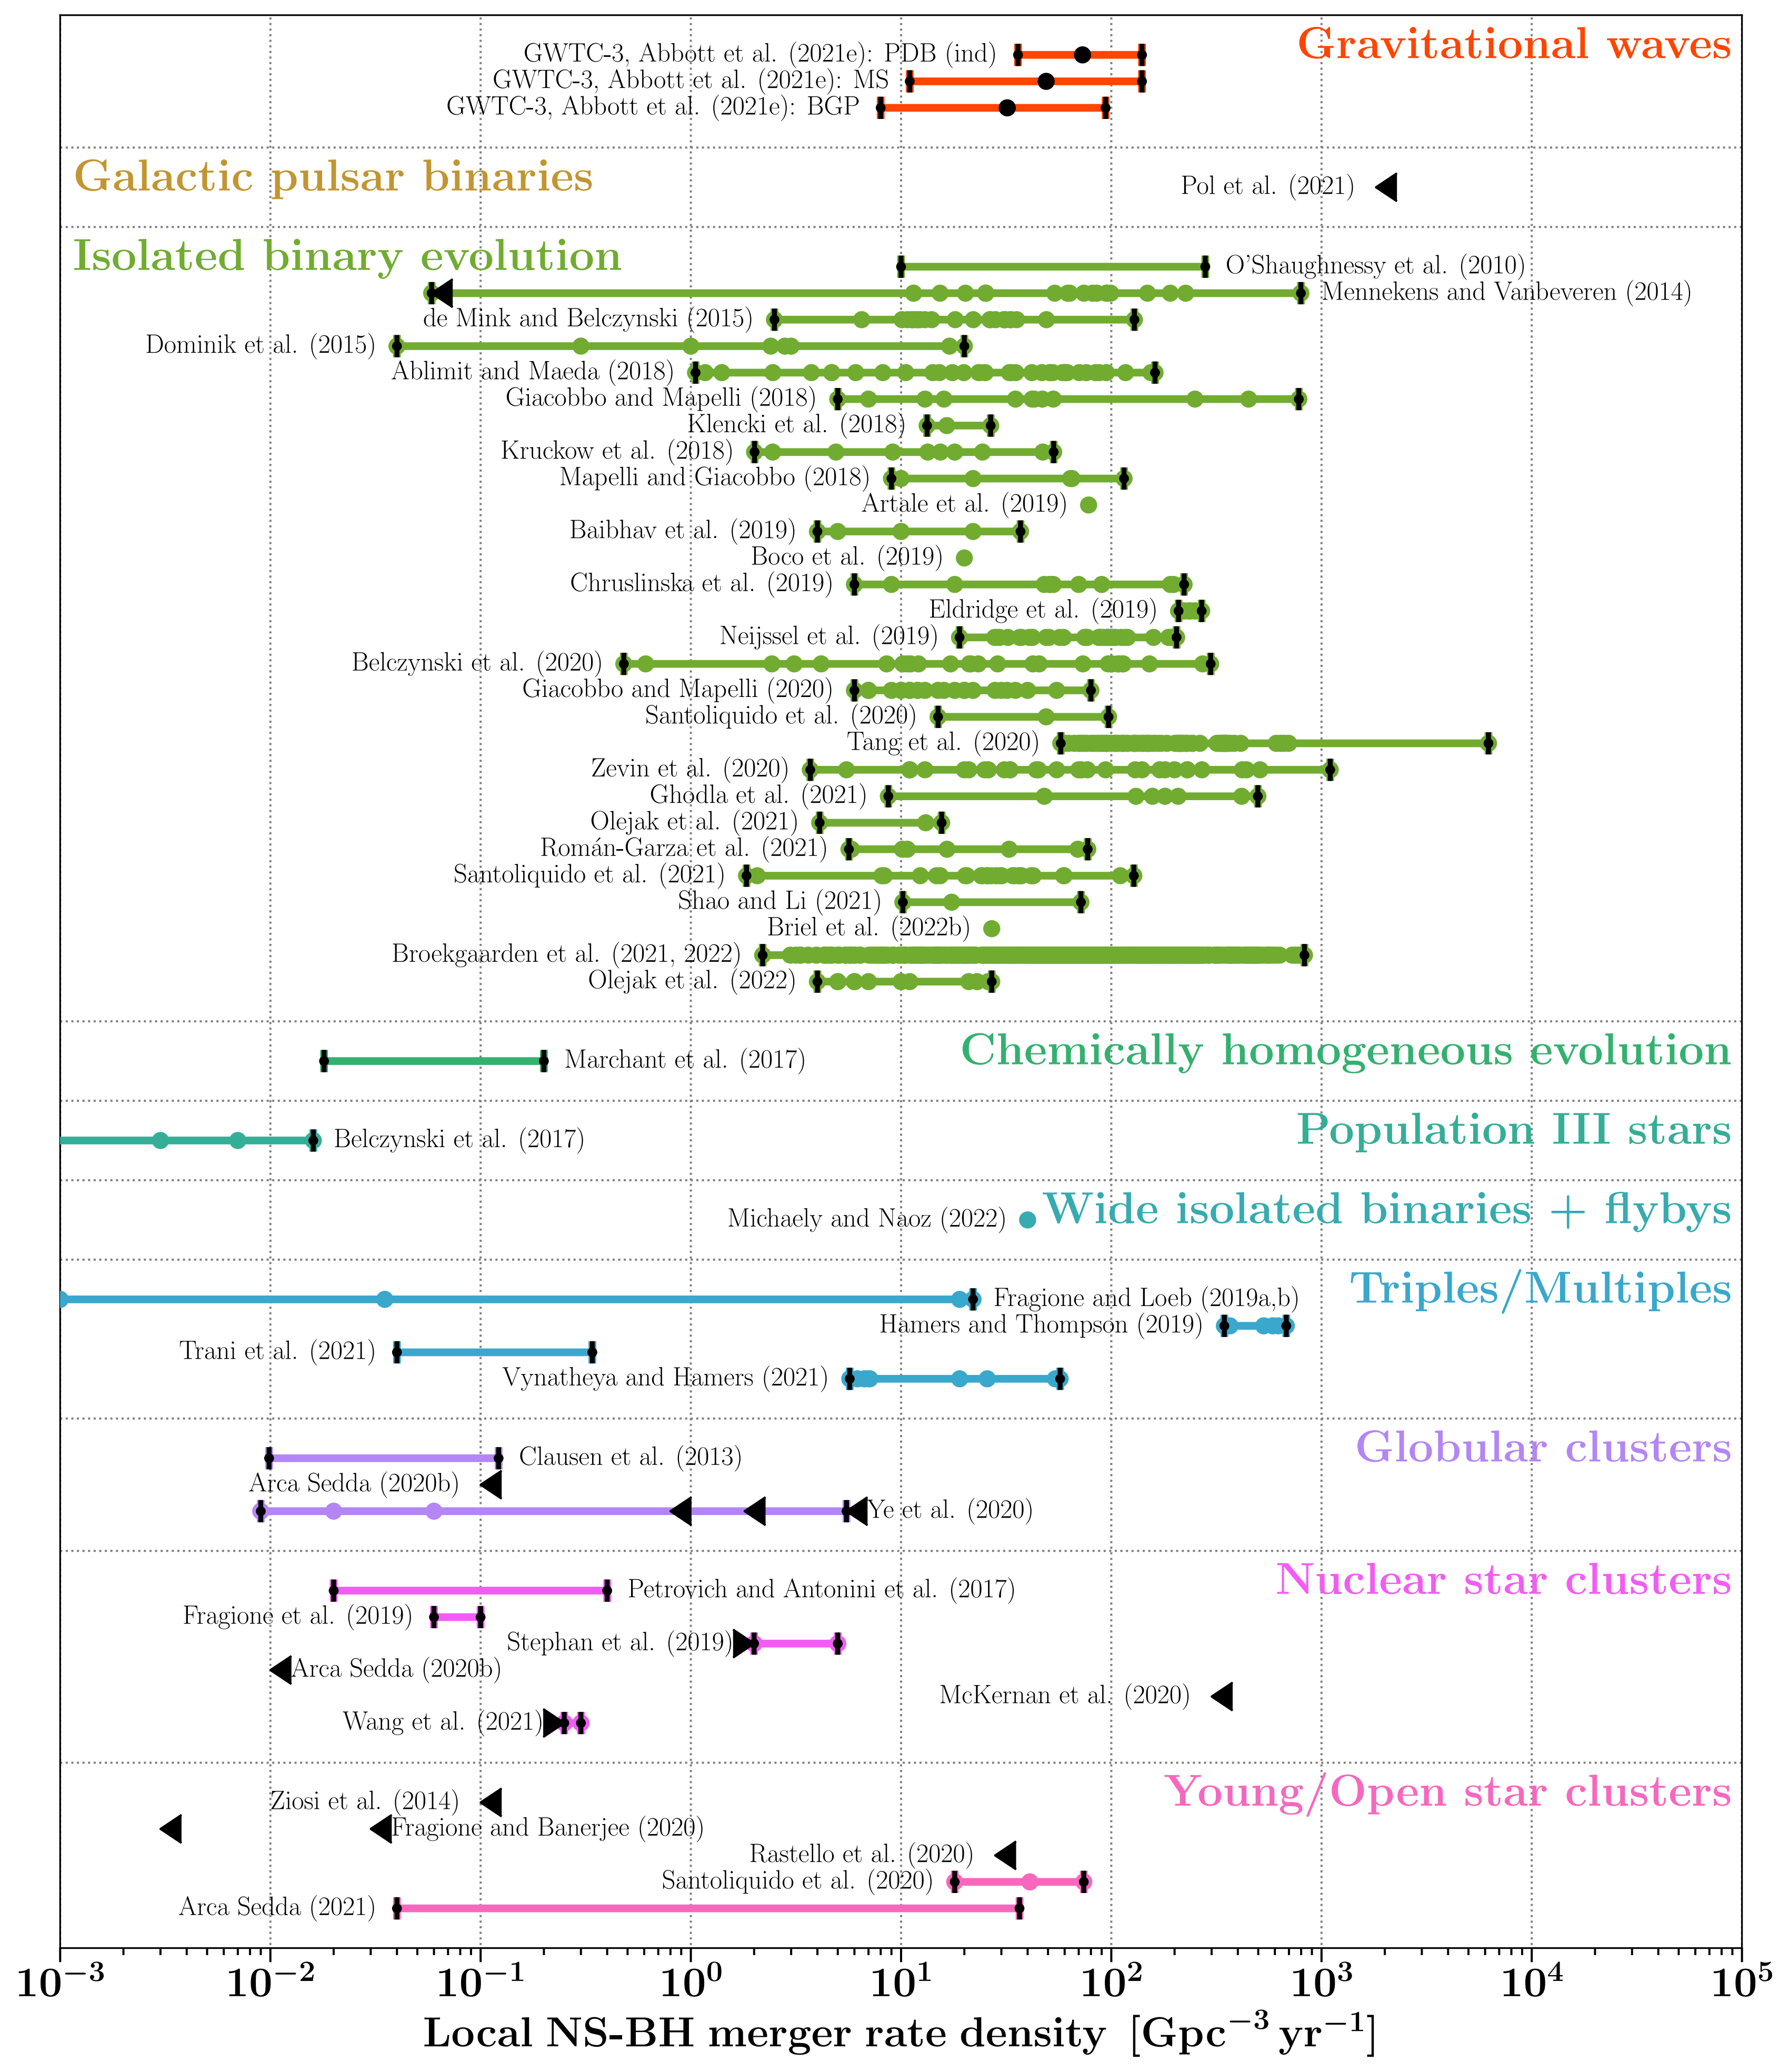 Gravitational waves
GWTC-3, Abbott et al. (2021e): PDB (ind)
GWTC-3, Abbott et al. (2021e): MS
GWTC-3, Abbott et al. (2021e): BGP
Galactic pulsar binaries
Pol et al. (2021)
Isolated binary evolution
O'Shaughnessy et al. (2010)
Mennekens and Vanbeveren (2014)
de Mink and Belczynski (2015)
Dominik et al. (2015)
Ablimit and Maeda (2018)
Giacobbo and Mapelli (2018)
Klencki et al. (2018)
Kruckow et al. (2018)
Mapelli and Giacobbo (2018)
Artale et al. (2019)
Baibhav et al. (2019)
Boco et al. (2019)
Chruslinska et al. (2019)
Eldridge et al. (2019)
Neijssel et al. (2019)
Belczynski et al. (2020)
Giacobbo and Mapelli (2020)
Santoliquido et al. (2020)
Tang et al. (2020)
Zevin et al. (2020)
Ghodla et al. (2021)
Olejak et al. (2021)
Román-Garza et al. (2021)
Santoliquido et al. (2021)
Shao and Li (2021)
Briel et al. (2022b)
Broekgaarden et al. (2021, 2022)
Olejak et al. (2022)
Chemically homogeneous evolution
Marchant et al. (2017)
Population III stars
Belczynski et al. (2017)
Wide isolated binaries + flybys
Michaely and Naoz (2022)
Triples/Multiples
Fragione and Loeb (2019a,b)
Hamers and Thompson (2019)
Trani et al. (2021)
Vynatheya and Hamers (2021)
Globular clusters
Clausen et al. (2013)
Arca Sedda (2020b)
Ye et al. (2020)
Nuclear star clusters
Petrovich and Antonini et al. (2017)
Fragione et al. (2019)
Stephan et al. (2019)
Arca Sedda (2020b)
McKernan et al. (2020)
Wang et al. (2021)
Young/Open star clusters
Ziosi et al. (2014)
Fragione and Banerjee (2020)
Rastello et al. (2020)
Santoliquido et al. (2020)
Arca Sedda (2021)
10⁻³ 10⁻² 10⁻¹ 10⁰ 10¹ 10² 10³ 10⁴ 10⁵
Local NS-BH merger rate density [Gpc⁻³ yr⁻¹]